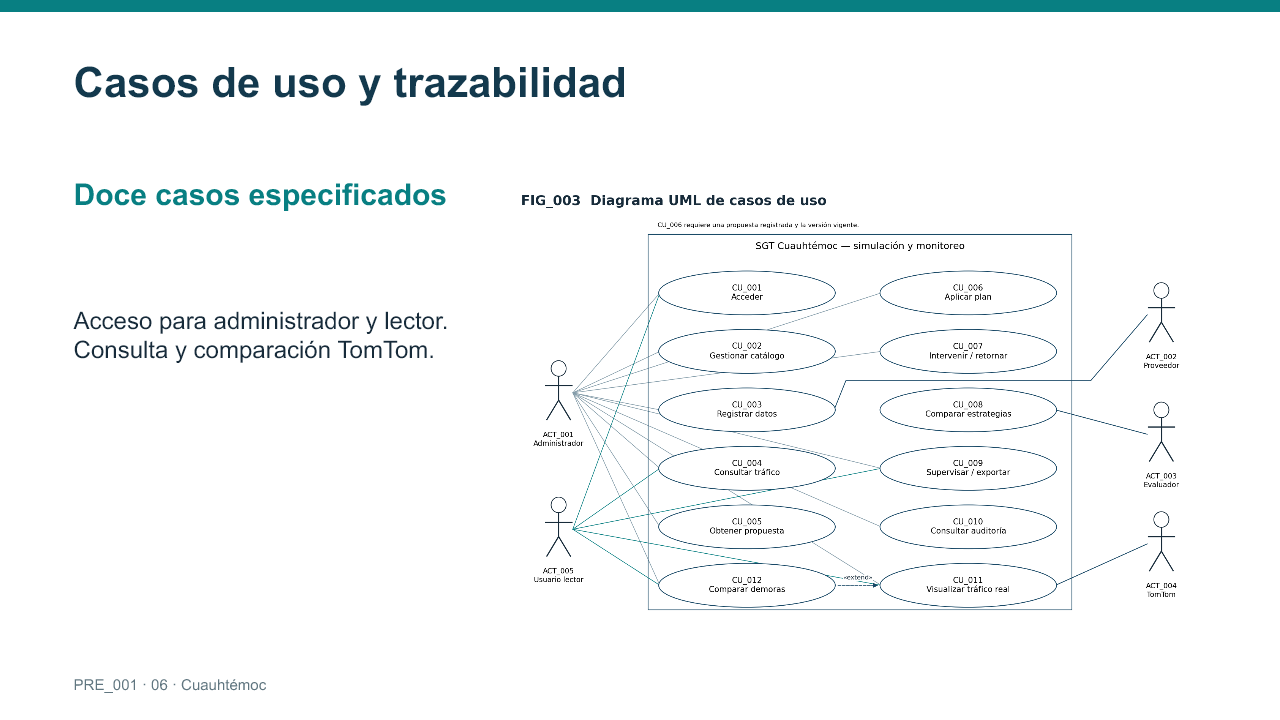 Casos de uso y trazabilidad
Doce casos especificados
Acceso para administrador y lector.
Consulta y comparación TomTom.
FIG_003  Diagrama UML de casos de uso
CU_006 requiere una propuesta registrada y la versión vigente.
SGT Cuauhtémoc — simulación y monitoreo
CU_001
Acceder
CU_006
Aplicar plan
CU_002
Gestionar catálogo
CU_007
Intervenir / retornar
CU_003
Registrar datos
CU_008
Comparar estrategias
CU_004
Consultar tráfico
CU_009
Supervisar / exportar
CU_005
Obtener propuesta
CU_010
Consultar auditoría
CU_012
Comparar demoras
«extend»
CU_011
Visualizar tráfico real
ACT_001
Administrador
ACT_005
Usuario lector
ACT_002
Proveedor
ACT_003
Evaluador
ACT_004
TomTom
PRE_001 · 06 · Cuauhtémoc